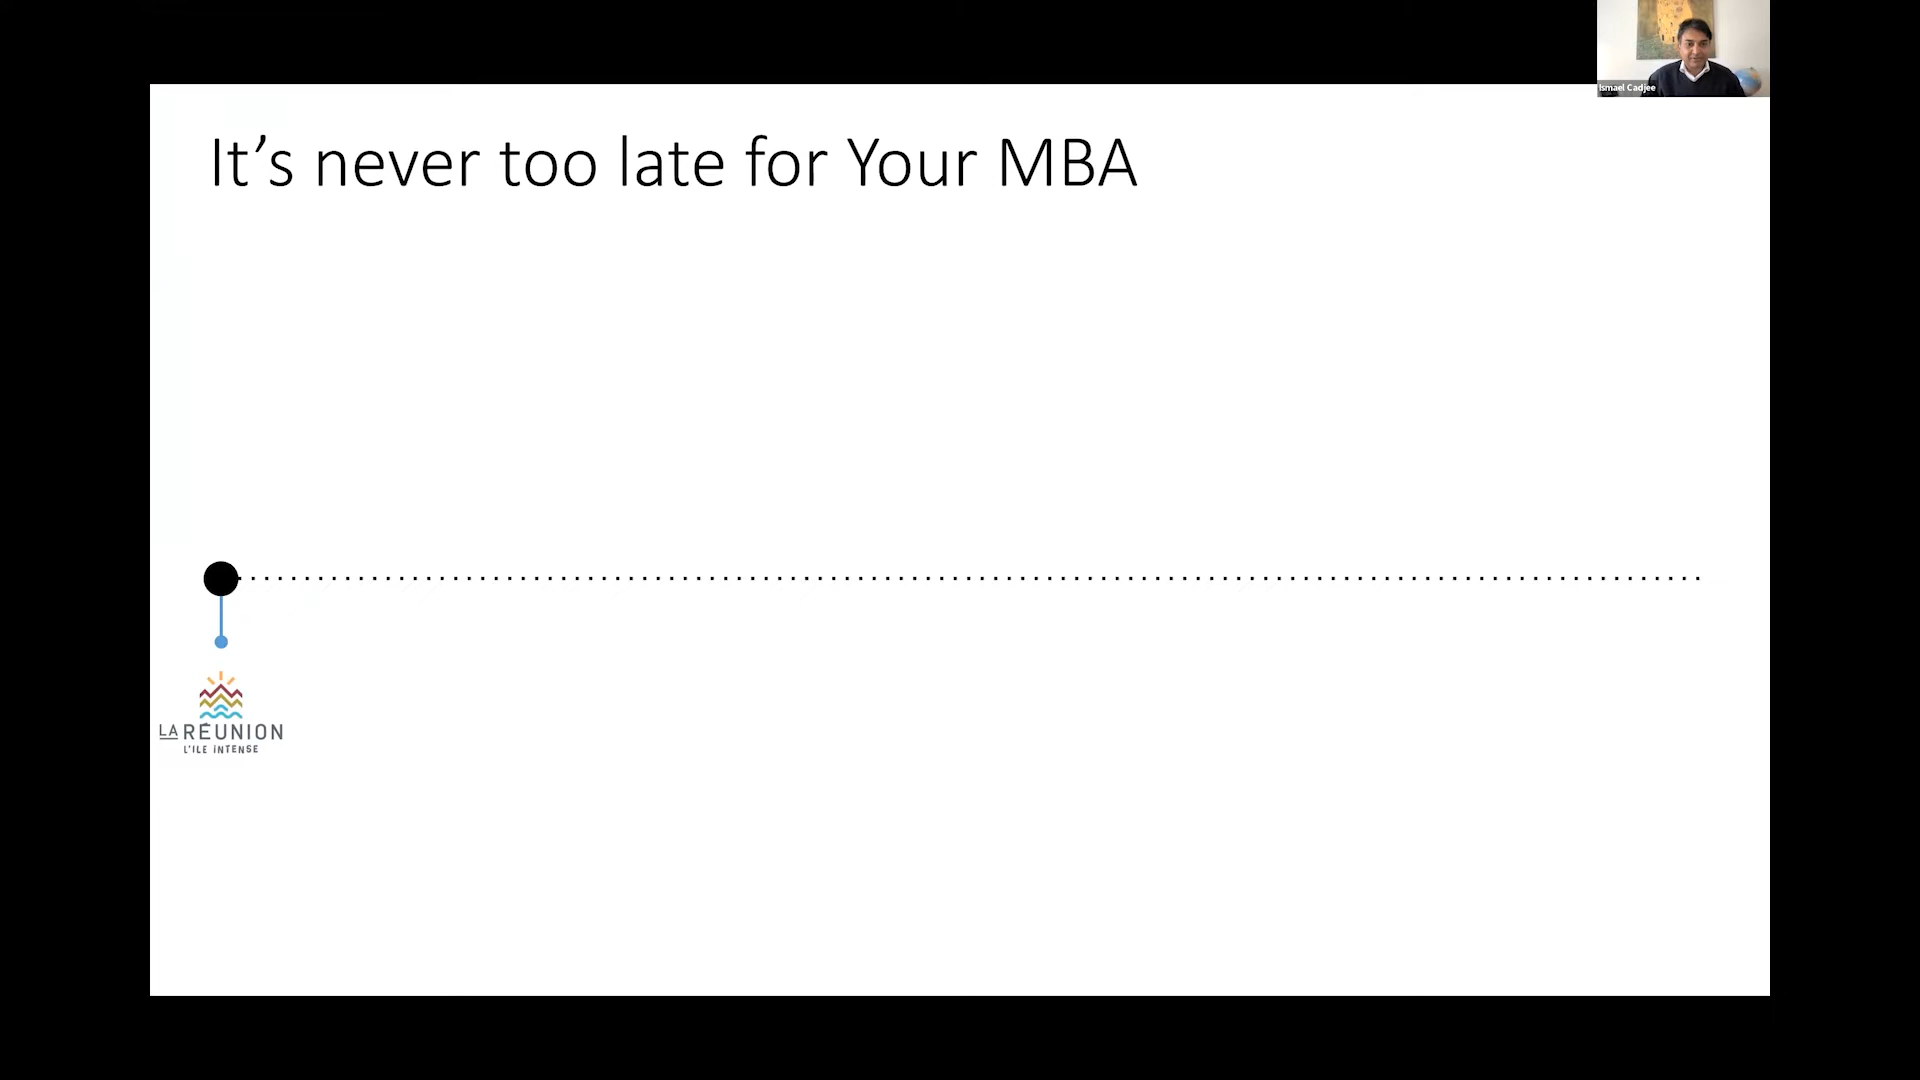 Ismael Cadjee
It’s never too late for Your MBA
LA RÉUNION
L'ILE INTENSE